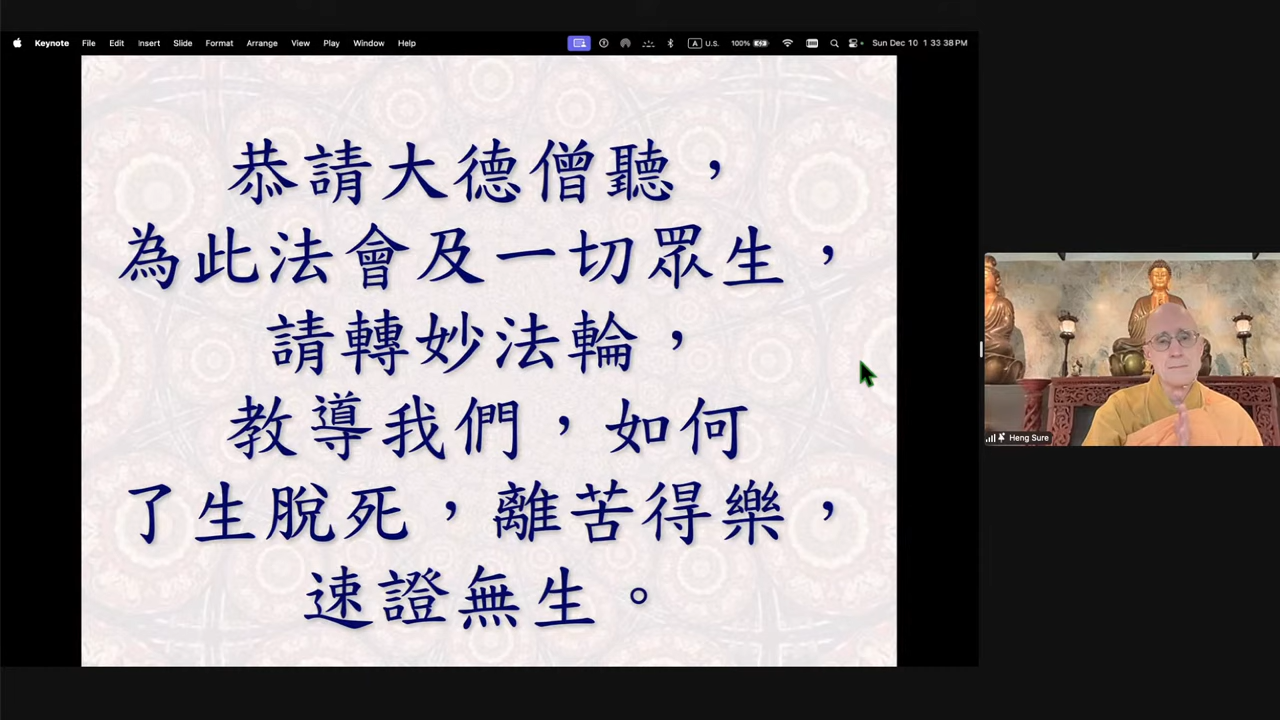 Keynote File Edit Insert Slide Format Arrange View Play Window Help A U.S. 100% Sun Dec 10 1 33 38 PM
恭請大德僧聽，
為此法會及一切眾生，
請轉妙法輪，
教導我們，如何
了生脫死，離苦得樂，
速證無生。
Heng Sure